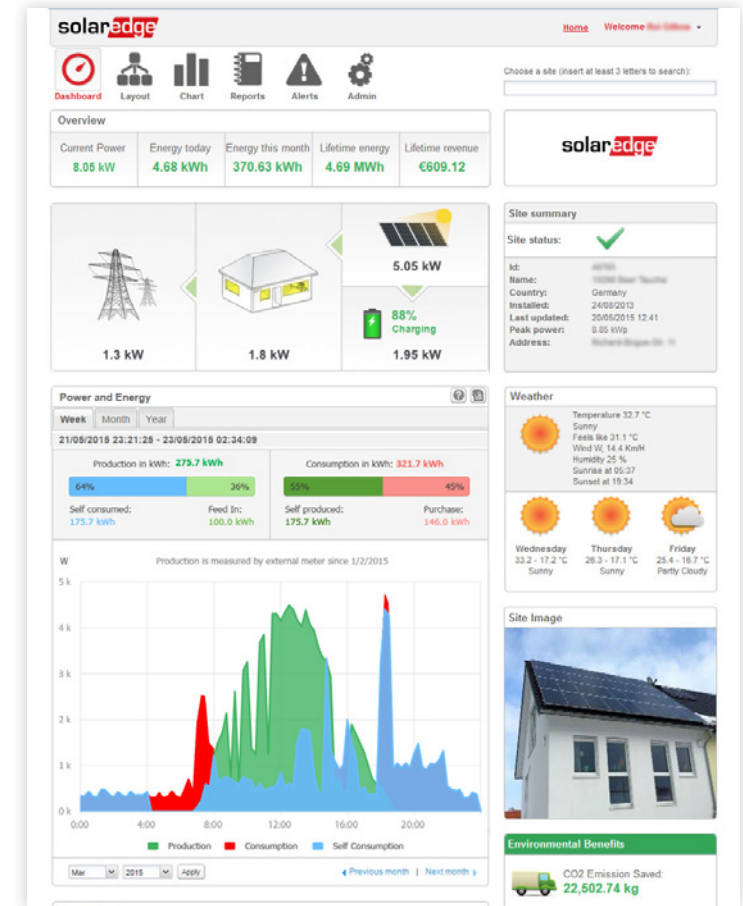 solaredge
Home Welcome
Dashboard Layout Chart Reports Alerts Admin
Choose a site (insert at least 3 letters to search):
Overview
Current Power Energy today Energy this month Lifetime energy Lifetime revenue
8.05 kW 4.68 kWh 370.63 kWh 4.69 MWh €609.12
solaredge
5.05 kW
88%
Charging
1.3 kW 1.8 kW 1.95 kW
Site summary
Site status:
Id:
Name:
Country: Germany
Installed: 24/08/2013
Last updated: 20/05/2015 12:41
Peak power: 8.05 kWp
Address:
Power and Energy
Week Month Year
21/05/2015 23:21:25 - 23/05/2015 02:34:09
Production in kWh: 275.7 kWh Consumption in kWh: 321.7 kWh
64% 36% 55% 45%
Self consumed: Feed In: Self produced: Purchase:
175.7 kWh 100.0 kWh 175.7 kWh 146.0 kWh
W Production is measured by external meter since 1/2/2015
5 k
4 k
3 k
2 k
1 k
0 k
0:00 4:00 8:00 12:00 16:00 20:00
Production Consumption Self Consumption
Mar 2015 Apply Previous month | Next month
Weather
Temperature 32.7 °C
Sunny
Feels like 31.1 °C
Wind W, 14.4 Km/H
Humidity 25 %
Sunrise at 05:37
Sunset at 19:34
Wednesday Thursday Friday
33.2 - 17.2 °C 26.3 - 17.1 °C 25.4 - 16.7 °C
Sunny Sunny Partly Cloudy
Site Image
Environmental Benefits
CO2 Emission Saved:
22,502.74 kg